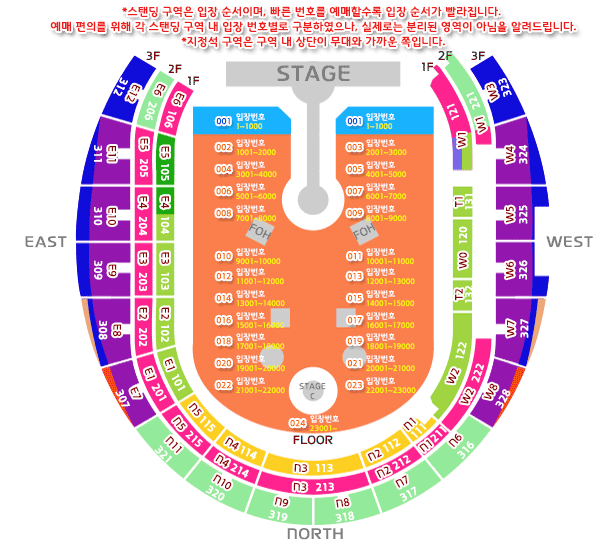 *스탠딩 구역은 입장 순서이며, 빠른 번호를 예매할수록 입장 순서가 빨라집니다.
예매 편의를 위해 각 스탠딩 구역 내 입장 번호별로 구분하였으나, 실제로는 분리된 영역이 아님을 알려드립니다.
*지정석 구역은 구역 내 상단이 무대와 가까운 쪽입니다.
3F
2F
1F
STAGE
1F
2F
3F
312
E12
206
E6
106
121
W1
221
W1
W3
323
001 입장번호
1~1000
001 입장번호
1~1000
002 입장번호
1001~2000
003 입장번호
2001~3000
004 입장번호
3001~4000
005 입장번호
4001~5000
006 입장번호
5001~6000
007 입장번호
6001~7000
008 입장번호
7001~8000
009 입장번호
8001~9000
FOH
FOH
010 입장번호
9001~10000
011 입장번호
10001~11000
012 입장번호
11001~12000
013 입장번호
12001~13000
014 입장번호
13001~14000
015 입장번호
14001~15000
016 입장번호
15001~16000
017 입장번호
16001~17000
018 입장번호
17001~18000
019 입장번호
18001~19000
020 입장번호
19001~20000
021 입장번호
20001~21000
022 입장번호
21001~22000
023 입장번호
22001~23000
STAGE
C
024 입장번호
23001~
FLOOR
EAST
WEST
311
E11
E5
205
E5
105
310
E10
E4
204
E4
104
309
E9
E3
203
E3
103
308
E8
E2
202
E2
102
307
E7
E1
201
E1
101
W1
T1
131
120
W0
T2
132
122
W2
222
W2
W4
324
W5
325
W6
326
W7
327
W8
328
n5 115
n4 114
n3 113
n2 112
n1
111
n5 215
n4 214
n3 213
n2 212
n1 211
n11
321
n10
320
n9
319
n8
318
n7
317
n6
316
NORTH